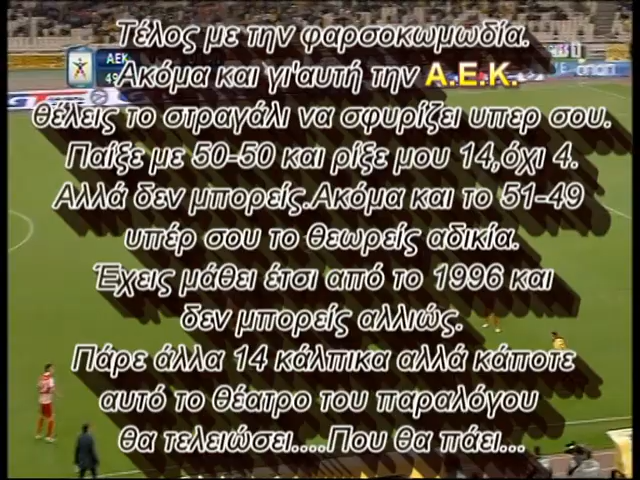 Τέλος με την φαρσοκωμωδία.
Ακόμα και γι'αυτή την Α.Ε.Κ.
θέλεις το στραγάλι να σφυρίζει υπερ σου.
Παίξε με 50-50 και ρίξε μου 14,όχι 4.
Αλλά δεν μπορείς.Ακόμα και το 51-49
υπέρ σου το θεωρείς αδικία.
Έχεις μάθει έτσι από το 1996 και
δεν μπορείς αλλιώς.
Πάρε άλλα 14 κάλπικα αλλά κάποτε
αυτό το θέατρο του παραλόγου
θα τελειώσει....Που θα πάει...
ΑΕΚ